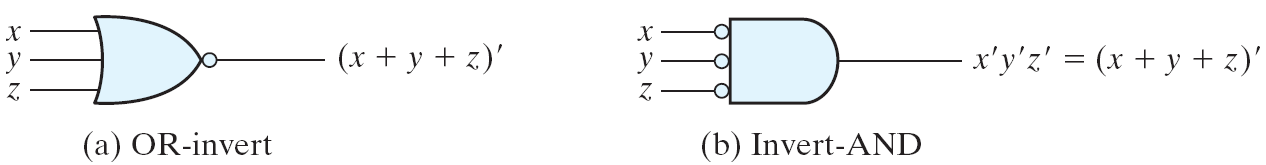 x
y
z
(x + y + z)′
(a) OR-invert
x
y
z
x′y′z′ = (x + y + z)′
(b) Invert-AND